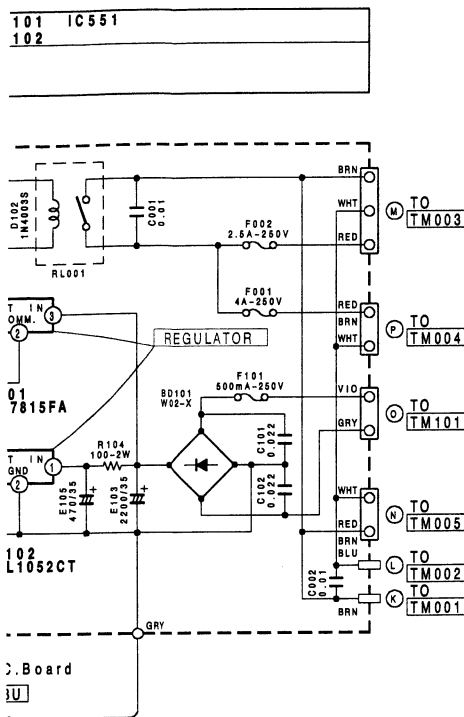 101 IC551
102
D102
1N4003S
RL001
C001
0.01
BRN
WHT
RED
M
TO
TM003
F002
2.5A-250V
F001
4A-250V
RED
BRN
WHT
P
TO
TM004
T IN
OMM.
3
2
REGULATOR
01
7815FA
F101
500mA-250V
BD101
W02-X
VIO
GRY
O
TO
TM101
C101
0.022
C102
0.022
R104
100-2W
T IN
GND
1
2
E105
470/35
E103
2200/35
+
+
102
L1052CT
WHT
RED
N
TO
TM005
BRN
BLU
L
TO
TM002
C002
0.01
K
TO
TM001
BRN
GRY
C.Board
BU